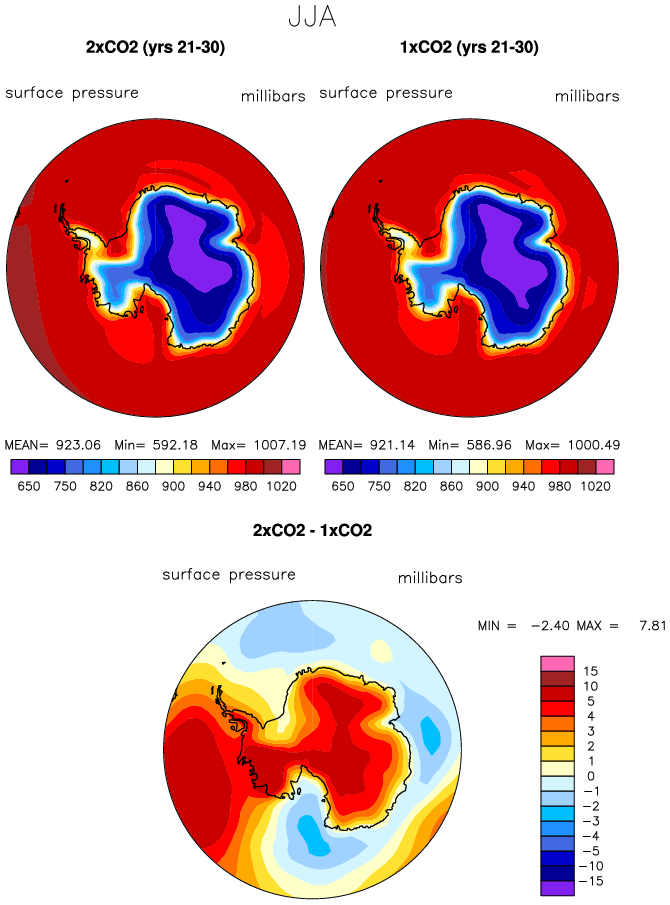 JJA
2xCO2 (yrs 21-30)
1xCO2 (yrs 21-30)
surface pressure
millibars
surface pressure
millibars
MEAN= 923.06 Min= 592.18 Max= 1007.19
650 750 820 860 900 940 980 1020
MEAN= 921.14 Min= 586.96 Max= 1000.49
650 750 820 860 900 940 980 1020
2xCO2 - 1xCO2
surface pressure
millibars
MIN = -2.40 MAX = 7.81
15
10
5
4
3
2
1
0
-1
-2
-3
-4
-5
-10
-15